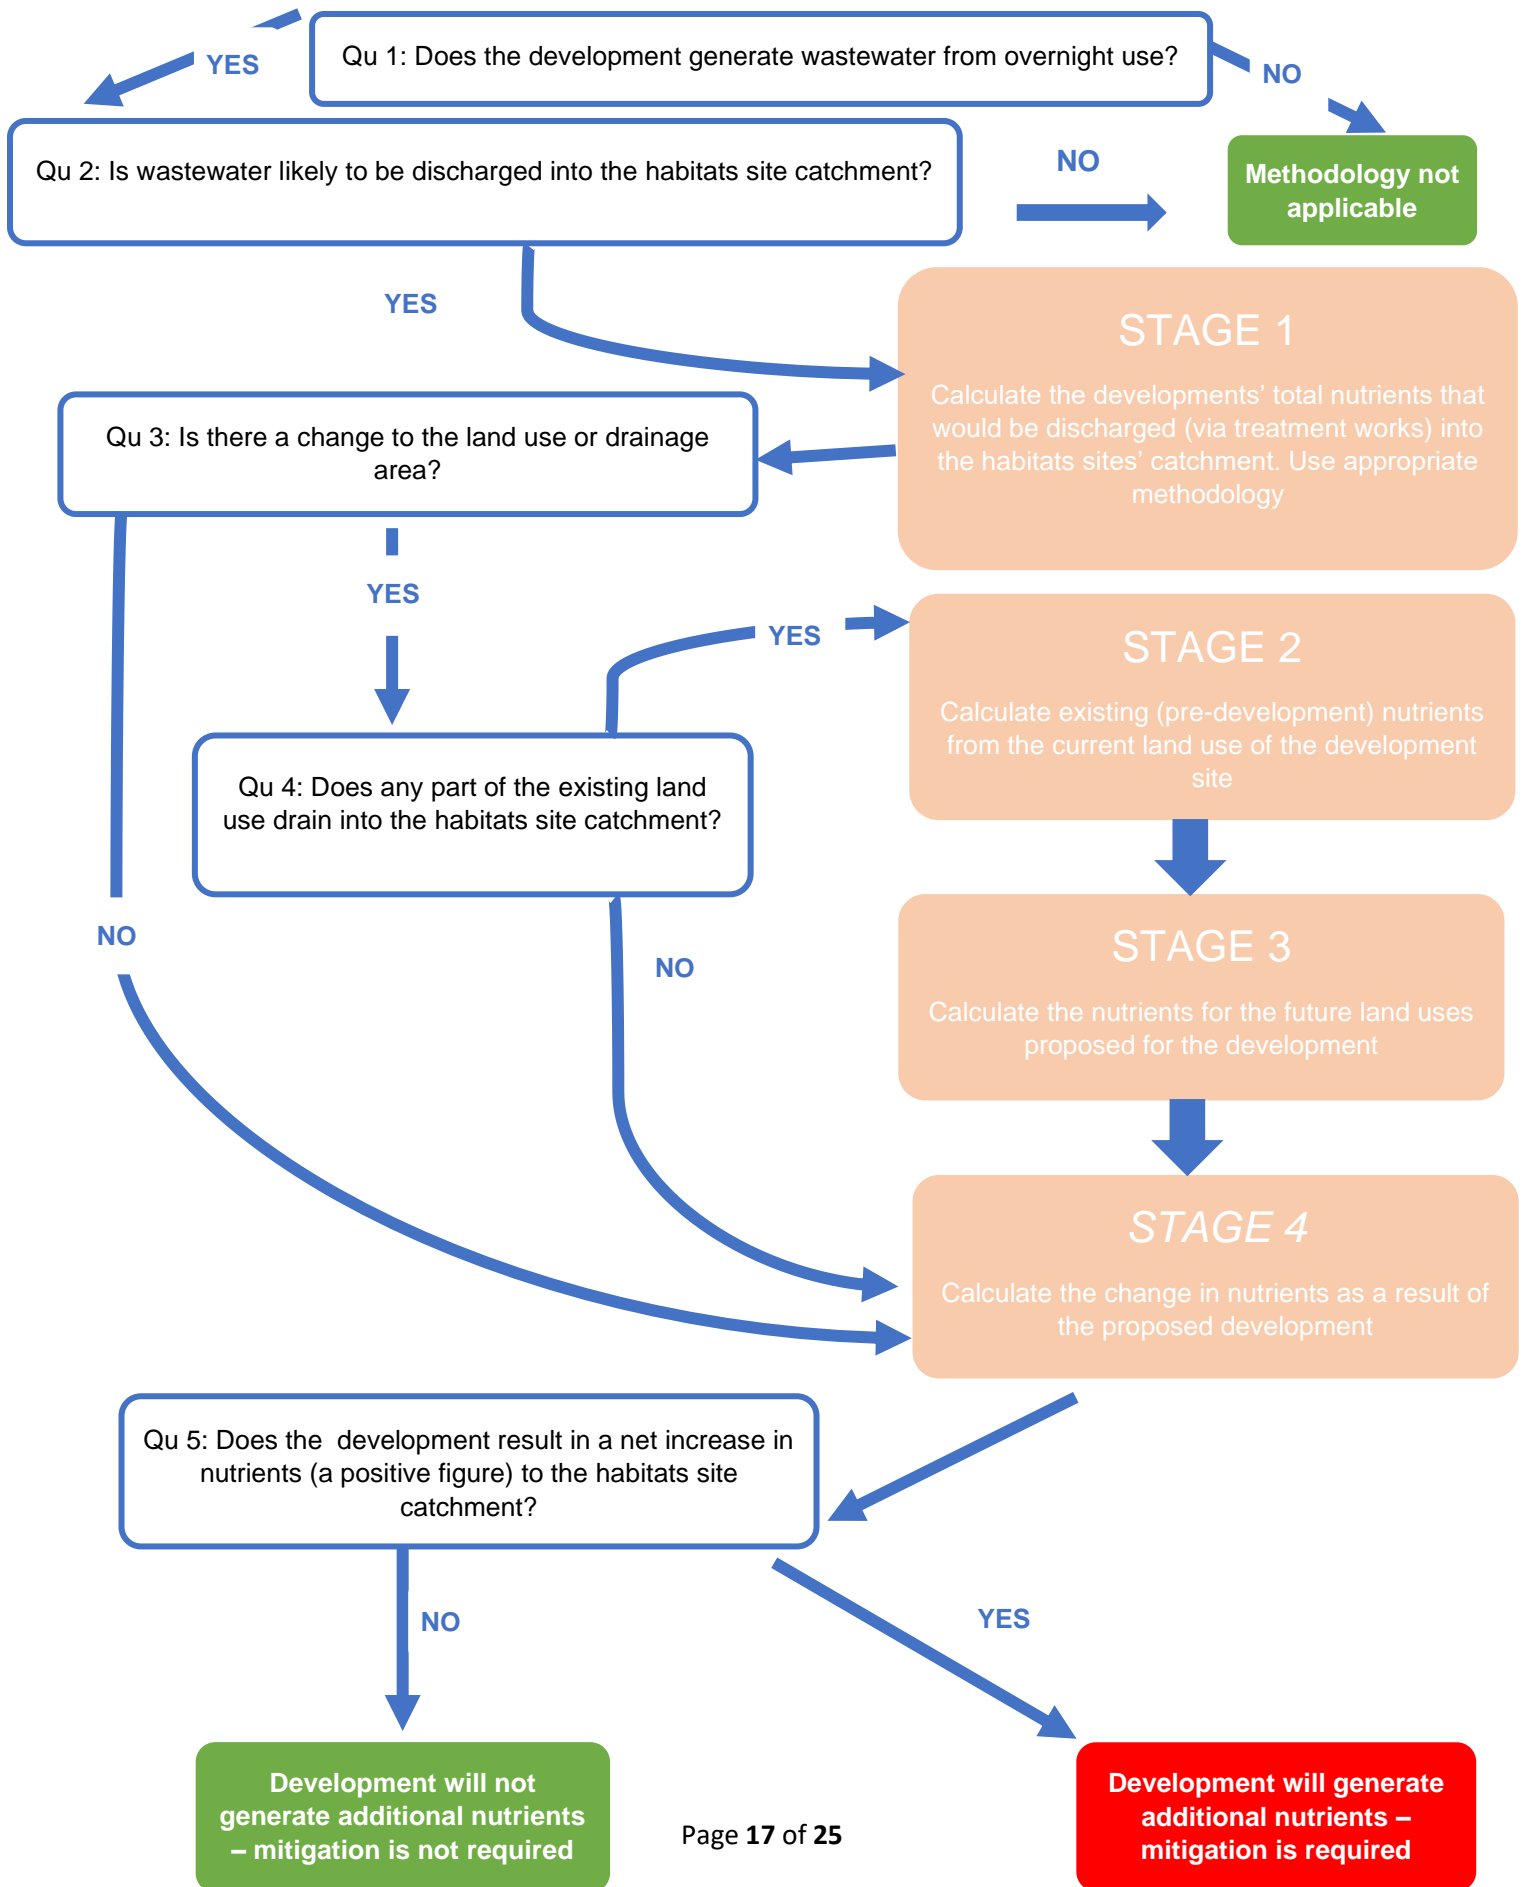 Qu 1: Does the development generate wastewater from overnight use?
YES
NO
Qu 2: Is wastewater likely to be discharged into the habitats site catchment?
NO
Methodology not
applicable
YES
STAGE 1
Calculate the developments’ total nutrients that
would be discharged (via treatment works) into
the habitats sites’ catchment. Use appropriate
methodology
Qu 3: Is there a change to the land use or drainage
area?
YES
YES
STAGE 2
Calculate existing (pre-development) nutrients
from the current land use of the development
site
Qu 4: Does any part of the existing land
use drain into the habitats site catchment?
NO
NO
STAGE 3
Calculate the nutrients for the future land uses
proposed for the development
STAGE 4
Calculate the change in nutrients as a result of
the proposed development
Qu 5: Does the  development result in a net increase in
nutrients (a positive figure) to the habitats site
catchment?
NO
YES
Development will not
generate additional nutrients
– mitigation is not required
Page 17 of 25
Development will generate
additional nutrients –
mitigation is required